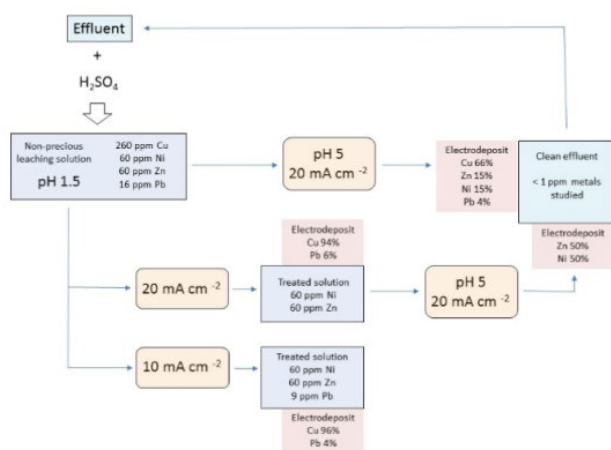 Effluent
+
H₂SO₄
Non-precious
leaching solution
pH 1.5
260 ppm Cu
60 ppm Ni
60 ppm Zn
16 ppm Pb
pH 5
20 mA cm ⁻²
Electrodeposit
Cu 66%
Zn 15%
Ni 15%
Pb 4%
Clean effluent
< 1 ppm metals
studied
Electrodeposit
Zn 50%
Ni 50%
Electrodeposit
Cu 94%
Pb 6%
20 mA cm ⁻²
Treated solution
60 ppm Ni
60 ppm Zn
pH 5
20 mA cm ⁻²
10 mA cm ⁻²
Treated solution
60 ppm Ni
60 ppm Zn
9 ppm Pb
Electrodeposit
Cu 96%
Pb 4%